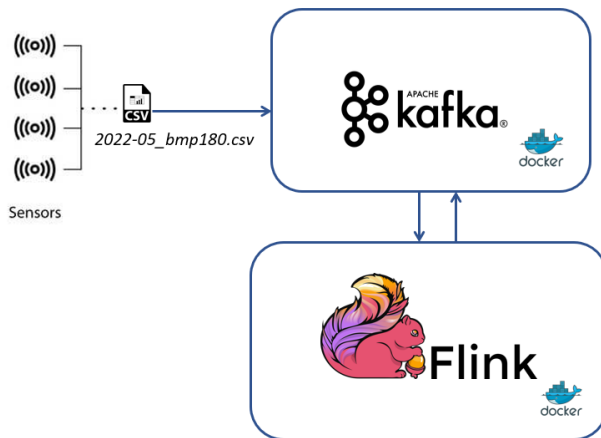 Sensors
CSV
2022-05_bmp180.csv
APACHE
kafka®
docker
Flink
docker